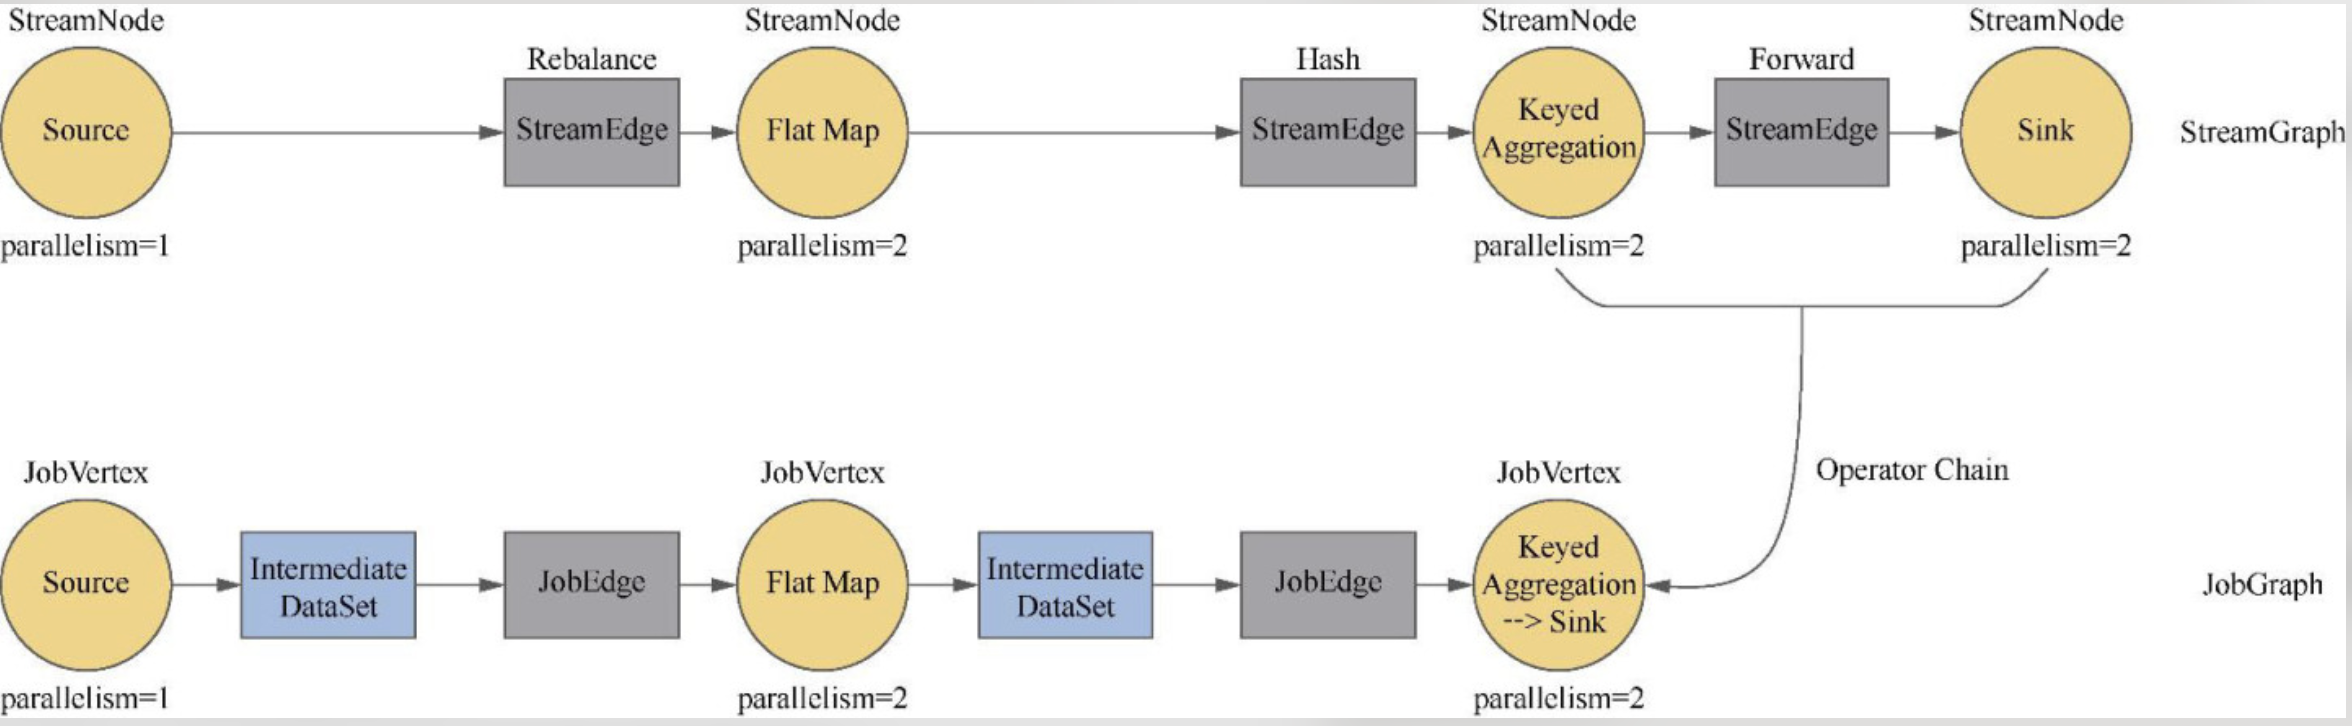 StreamNode
StreamNode
StreamNode
StreamNode
Rebalance
Hash
Forward
Source
StreamEdge
Flat Map
StreamEdge
Keyed
Aggregation
StreamEdge
Sink
StreamGraph
parallelism=1
parallelism=2
parallelism=2
parallelism=2
Operator Chain
JobVertex
JobVertex
JobVertex
Source
Intermediate
DataSet
JobEdge
Flat Map
Intermediate
DataSet
JobEdge
Keyed
Aggregation
--> Sink
JobGraph
parallelism=1
parallelism=2
parallelism=2